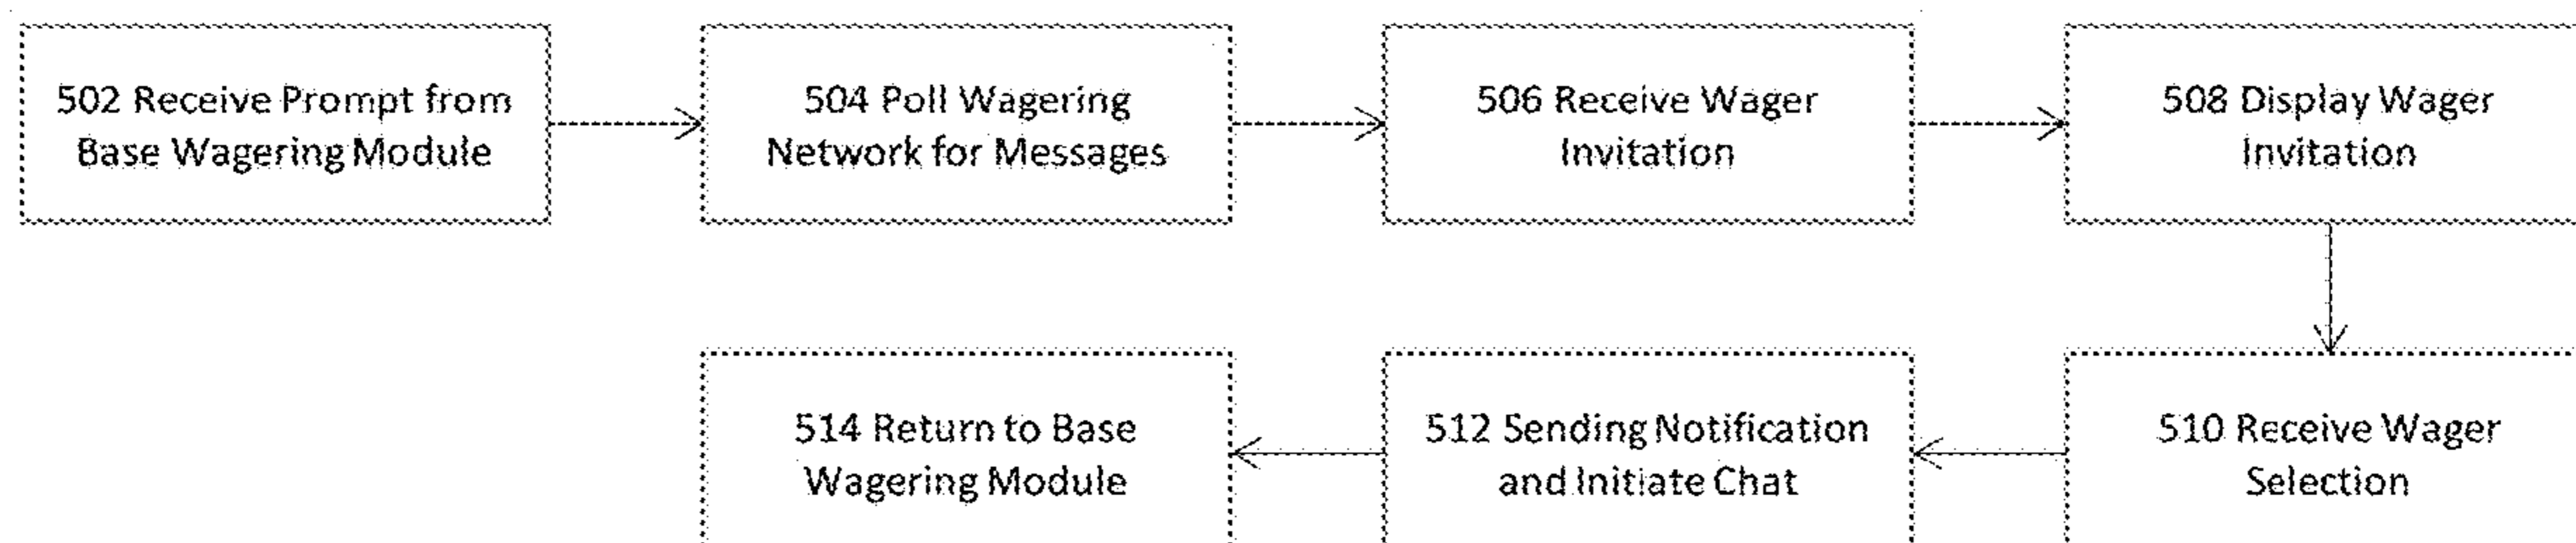 502 Receive Prompt from
Base Wagering Module
504 Poll Wagering
Network for Messages
506 Receive Wager
Invitation
508 Display Wager
Invitation
510 Receive Wager
Selection
512 Sending Notification
and Initiate Chat
514 Return to Base
Wagering Module